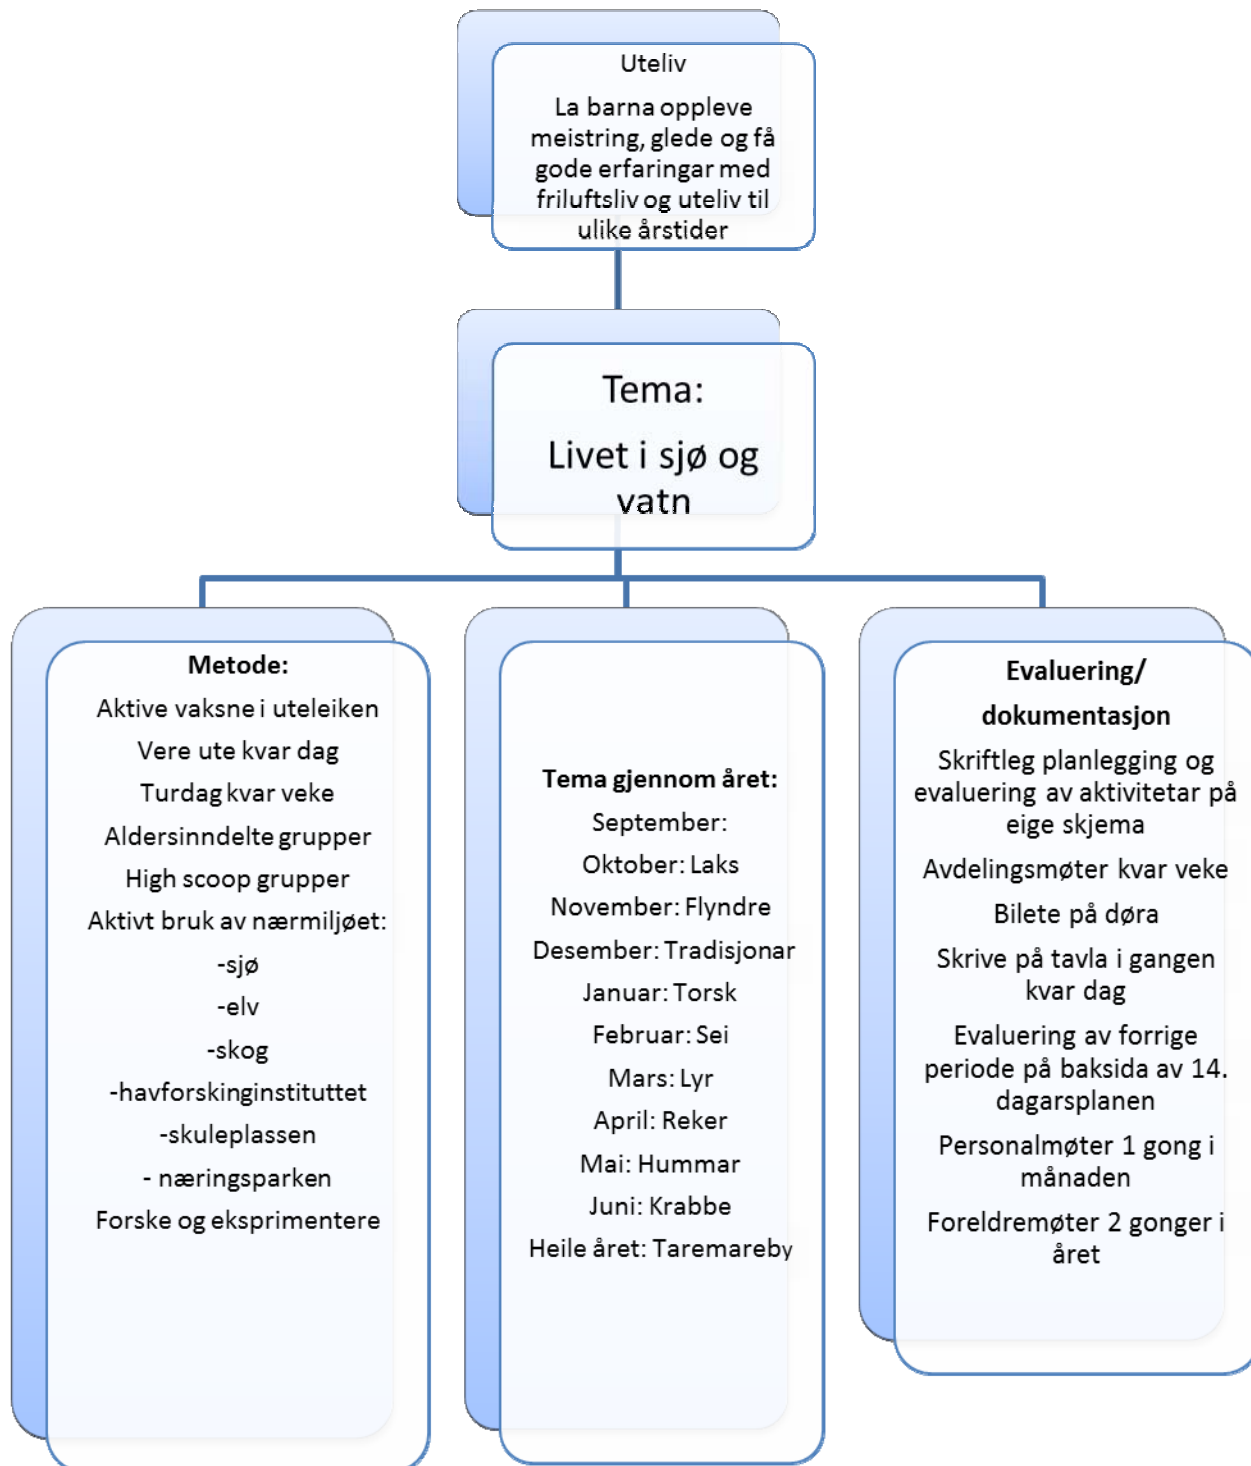 Uteliv
La barna oppleve
meistring, glede og få
gode erfaringar med
friluftsliv og uteliv til
ulike årstider
Tema:
Livet i sjø og
vatn
Metode:
Aktive vaksne i uteleiken
Vere ute kvar dag
Turdag kvar veke
Aldersinndelte grupper
High scoop grupper
Aktivt bruk av nærmiljøet:
-sjø
-elv
-skog
-havforskinginstituttet
-skuleplassen
- næringsparken
Forske og eksprimentere
Tema gjennom året:
September:
Oktober: Laks
November: Flyndre
Desember: Tradisjonar
Januar: Torsk
Februar: Sei
Mars: Lyr
April: Reker
Mai: Hummar
Juni: Krabbe
Heile året: Taremareby
Evaluering/
dokumentasjon
Skriftleg planlegging og
evaluering av aktivitetar på
eige skjema
Avdelingsmøter kvar veke
Bilete på døra
Skrive på tavla i gangen
kvar dag
Evaluering av forrige
periode på baksida av 14.
dagarsplanen
Personalmøter 1 gong i
månaden
Foreldremøter 2 gonger i
året